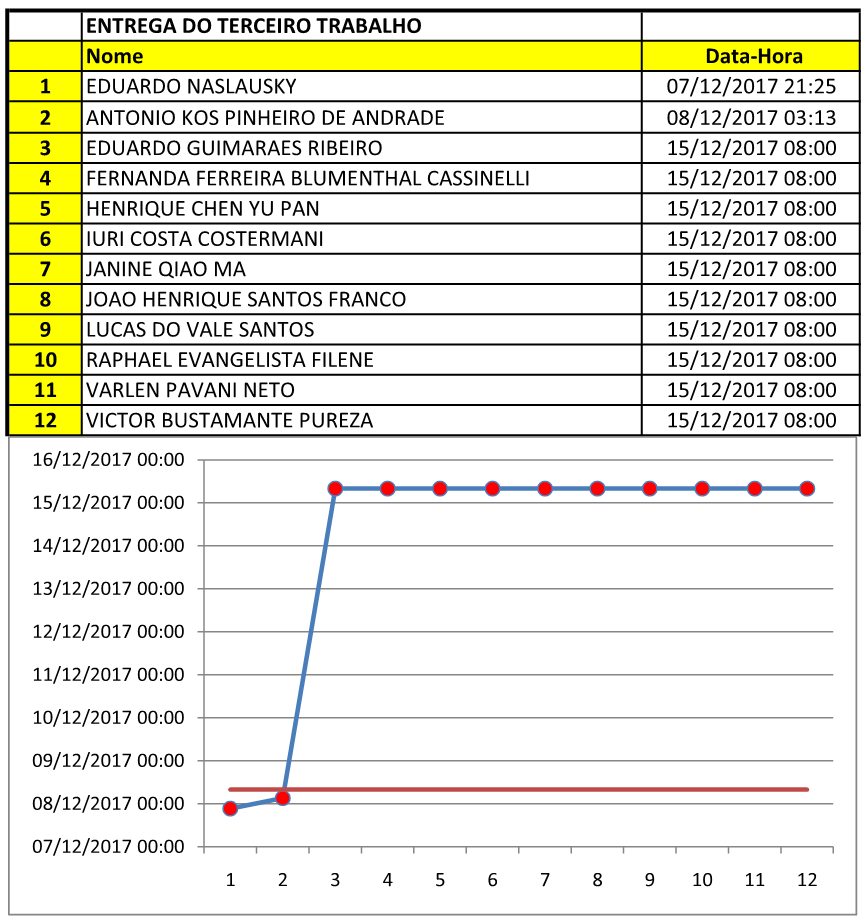 ENTREGA DO TERCEIRO TRABALHO
Nome Data-Hora
1 EDUARDO NASLAUSKY 07/12/2017 21:25
2 ANTONIO KOS PINHEIRO DE ANDRADE 08/12/2017 03:13
3 EDUARDO GUIMARAES RIBEIRO 15/12/2017 08:00
4 FERNANDA FERREIRA BLUMENTHAL CASSINELLI 15/12/2017 08:00
5 HENRIQUE CHEN YU PAN 15/12/2017 08:00
6 IURI COSTA COSTERMANI 15/12/2017 08:00
7 JANINE QIAO MA 15/12/2017 08:00
8 JOAO HENRIQUE SANTOS FRANCO 15/12/2017 08:00
9 LUCAS DO VALE SANTOS 15/12/2017 08:00
10 RAPHAEL EVANGELISTA FILENE 15/12/2017 08:00
11 VARLEN PAVANI NETO 15/12/2017 08:00
12 VICTOR BUSTAMANTE PUREZA 15/12/2017 08:00
16/12/2017 00:00
15/12/2017 00:00
14/12/2017 00:00
13/12/2017 00:00
12/12/2017 00:00
11/12/2017 00:00
10/12/2017 00:00
09/12/2017 00:00
08/12/2017 00:00
07/12/2017 00:00
1 2 3 4 5 6 7 8 9 10 11 12